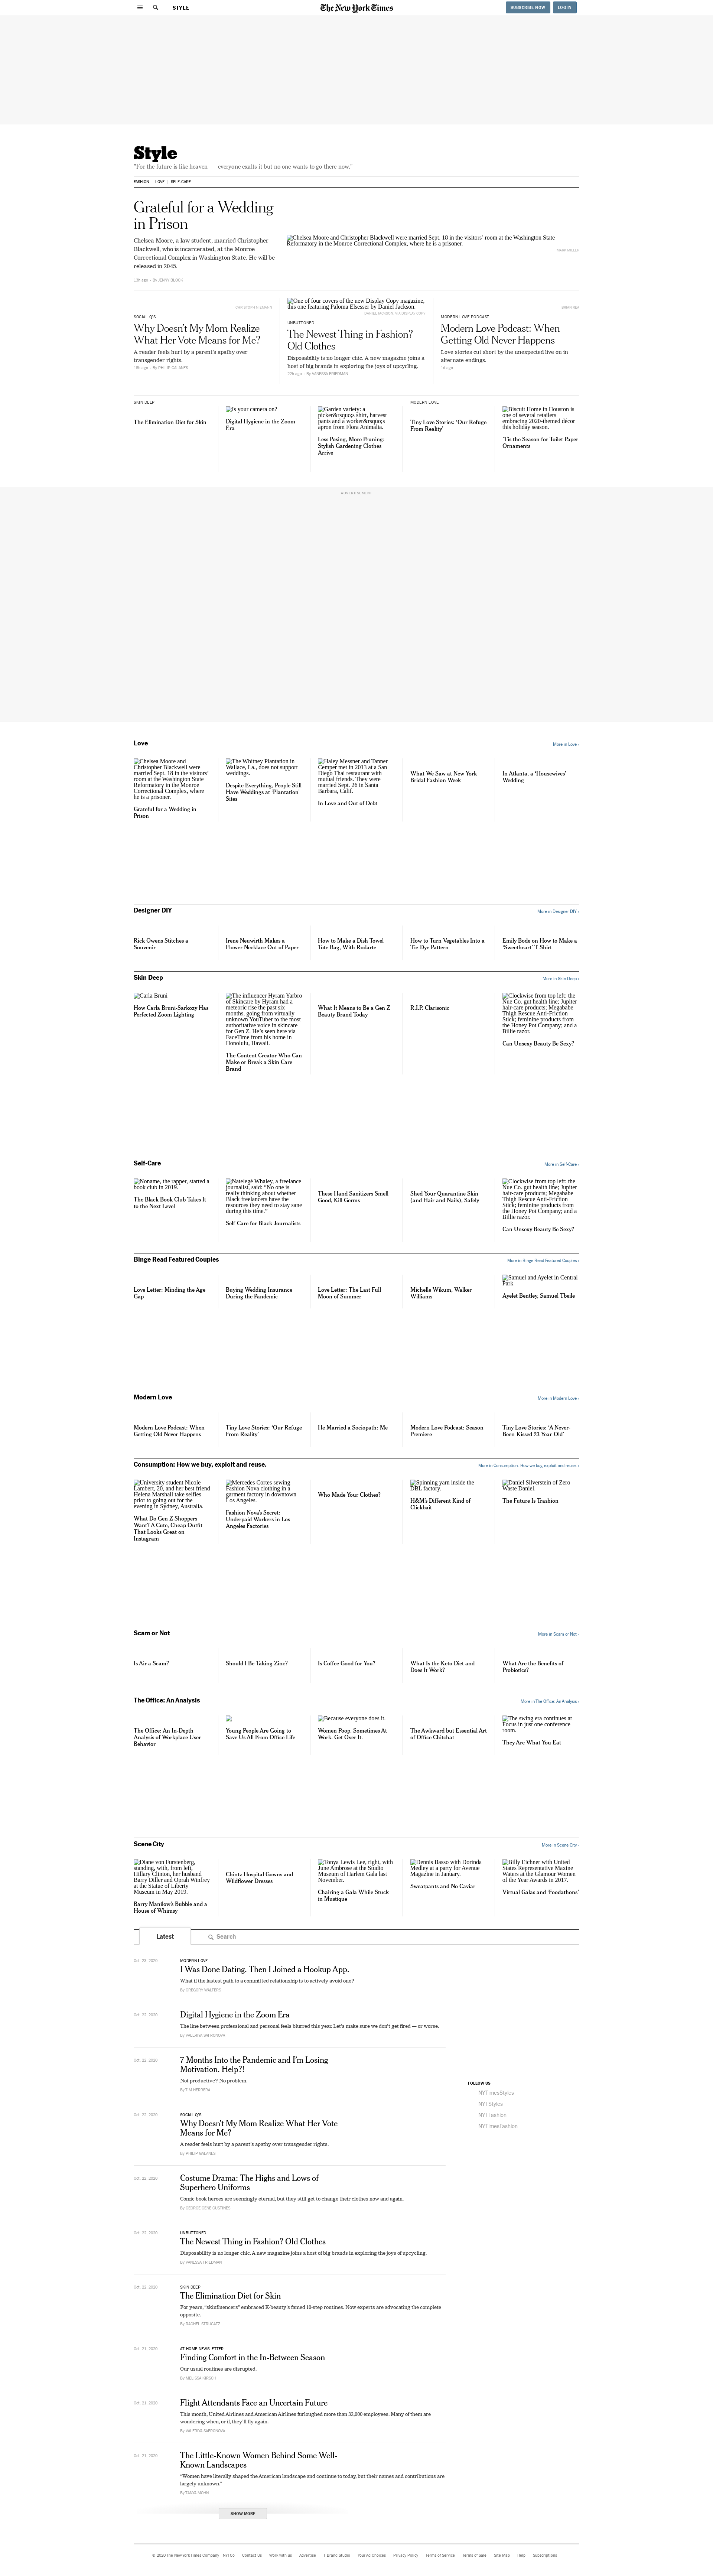 STYLE
The New York Times
SUBSCRIBE NOW
LOG IN
Style
"For the future is like heaven — everyone exalts it but no one wants to go there now."
FASHION LOVE SELF-CARE
Grateful for a Wedding
in Prison
Chelsea Moore, a law student, married Christopher
Blackwell, who is incarcerated, at the Monroe
Correctional Complex in Washington State. He will be
released in 2045.
By JERRY BLOCK
Chelsea Moore and Christopher Blackwell were married Sept. 18 in the visitors' room at the Washington State
Reformatory in the Monroe Correctional Complex, where he is a prisoner.
SOCIAL Q'S
Why Doesn't My Mom Realize
What Her Vote Means for Me?
A reader feels hurt by a parent's apathy over
transgender rights.
By PHILIP GALANES
One of four covers of the new Display Copy magazine,
this one featuring Paloma Elsesser by Daniel Jackson.
UNBUTTONED
The Newest Thing in Fashion?
Old Clothes
Disposability is no longer chic. A new magazine joins a
host of big brands in exploring the joys of upcycling.
By VANESSA FRIEDMAN
MODERN LOVE PODCAST
Modern Love Podcast: When
Getting Old Never Happens
Love stories cut short by the unexpected live on in
alternate endings.
SKIN DEEP
The Elimination Diet for Skin
Is your camera on?
Digital Hygiene in the Zoom
Era
Garden variety: a
picker&rsquo;s shirt, harvest
pants and a worker&rsquo;s
apron from Flora Animalia.
Less Posing, More Pruning:
Stylish Gardening Clothes
Arrive
MODERN LOVE
Tiny Love Stories: 'Our Refuge
From Reality'
Biscuit Home in Houston is
one of several retailers
embracing 2020-themed décor
this holiday season.
'Tis the Season for Toilet Paper
Ornaments
ADVERTISEMENT
Love
More in Love ›
Chelsea Moore and
Christopher Blackwell were
married Sept. 18 in the visitors'
room at the Washington State
Reformatory in the Monroe
Correctional Complex, where
he is a prisoner.
Grateful for a Wedding in
Prison
The Whitney Plantation in
Wallace, La., does not support
weddings.
Despite Everything, People Still
Have Weddings at 'Plantation'
Sites
Haley Messner and Tanner
Cemper met in 2013 at a San
Diego Thai restaurant with
mutual friends. They were
married Sept. 26 in Santa
Barbara, Calif.
In Love and Out of Debt
What We Saw at New York
Bridal Fashion Week
In Atlanta, a 'Housewives'
Wedding
Designer DIY
More in Designer DIY ›
Rick Owens Stitches a
Souvenir
Irene Neuwirth Makes a
Flower Necklace Out of Paper
How to Make a Dish Towel
Tote Bag, With Rodarte
How to Turn Vegetables Into a
Tie-Dye Pattern
Emily Bode on How to Make a
'Sweetheart' T-Shirt
Skin Deep
More in Skin Deep ›
Carla Bruni
How Carla Bruni-Sarkozy Has
Perfected Zoom Lighting
The influencer Hyram Yarbro
of Skincare by Hyram had a
meteoric rise the past six
months, going from virtually
unknown YouTuber to the most
authoritative voice in skincare
for Gen Z. He's seen here via
FaceTime from his home in
Honolulu, Hawaii.
The Content Creator Who Can
Make or Break a Skin Care
Brand
What It Means to Be a Gen Z
Beauty Brand Today
R.I.P. Clarisonic
Clockwise from top left: the
Nue Co. gut health line; Jupiter
hair-care products; Megababe
Thigh Rescue Anti-Friction
Stick; feminine products from
the Honey Pot Company; and a
Billie razor.
Can Unsexy Beauty Be Sexy?
Self-Care
More in Self-Care ›
Noname, the rapper, started a
book club in 2019.
The Black Book Club Takes It
to the Next Level
Natelegé Whaley, a freelance
journalist, said: "No one is
really thinking about whether
Black freelancers have the
resources they need to stay sane
during this time."
Self-Care for Black Journalists
These Hand Sanitizers Smell
Good, Kill Germs
Shed Your Quarantine Skin
(and Hair and Nails), Safely
Clockwise from top left: the
Nue Co. gut health line; Jupiter
hair-care products; Megababe
Thigh Rescue Anti-Friction
Stick; feminine products from
the Honey Pot Company; and a
Billie razor.
Can Unsexy Beauty Be Sexy?
Binge Read Featured Couples
More in Binge Read Featured Couples ›
Love Letter: Minding the Age
Gap
Buying Wedding Insurance
During the Pandemic
Love Letter: The Last Full
Moon of Summer
Michelle Wikum, Walker
Williams
Samuel and Ayelet in Central
Park
Ayelet Bentley, Samuel Tbeile
Modern Love
More in Modern Love ›
Modern Love Podcast: When
Getting Old Never Happens
Tiny Love Stories: 'Our Refuge
From Reality'
He Married a Sociopath: Me
Modern Love Podcast: Season
Premiere
Tiny Love Stories: 'A Never-
Been-Kissed 23-Year-Old'
Consumption: How we buy, exploit and reuse.
More in Consumption: How we buy, exploit and reuse. ›
University student Nicole
Lambert, 20, and her best friend
Helena Marshall take selfies
prior to going out for the
evening in Sydney, Australia.
What Do Gen Z Shoppers
Want? A Cute, Cheap Outfit
That Looks Great on
Instagram
Mercedes Cortes sewing
Fashion Nova clothing in a
garment factory in downtown
Los Angeles.
Fashion Nova's Secret:
Underpaid Workers in Los
Angeles Factories
Who Made Your Clothes?
Spinning yarn inside the
DBL factory.
H&M's Different Kind of
Clickbait
Daniel Silverstein of Zero
Waste Daniel.
The Future Is Trashion
Scam or Not
More in Scam or Not ›
Is Air a Scam?
Should I Be Taking Zinc?
Is Coffee Good for You?
What Is the Keto Diet and
Does It Work?
What Are the Benefits of
Probiotics?
The Office: An Analysis
More in The Office: An Analysis ›
The Office: An In-Depth
Analysis of Workplace User
Behavior
Young People Are Going to
Save Us All From Office Life
Because everyone does it.
Women Poop. Sometimes At
Work. Get Over It.
The Awkward but Essential Art
of Office Chitchat
The swing era continues at
Focus in just one conference
room.
They Are What You Eat
Scene City
More in Scene City ›
Diane von Furstenberg,
standing, with, from left,
Hillary Clinton, her husband
Barry Diller and Oprah Winfrey
at the Statue of Liberty
Museum in May 2019.
Barry Manilow's Bubble and a
House of Whimsy
Chintz Hospital Gowns and
Wildflower Dresses
Tonya Lewis Lee, right, with
June Ambrose at the Studio
Museum of Harlem Gala last
November.
Chairing a Gala While Stuck
in Mustique
Dennis Basso with Dorinda
Medley at a party for Avenue
Magazine in January.
Sweatpants and No Caviar
Billy Eichner with United
States Representative Maxine
Waters at the Glamour Women
of the Year Awards in 2017.
Virtual Galas and 'Foodathons'
Latest
Search
Oct. 23, 2020
MODERN LOVE
I Was Done Dating. Then I Joined a Hookup App.
What if the fastest path to a committed relationship is to actively avoid one?
By GREGORY WALTERS
Oct. 22, 2020
Digital Hygiene in the Zoom Era
The line between professional and personal feels blurred this year. Let's make sure we don't get fired — or worse.
By VALERIYA SAFRONOVA
Oct. 22, 2020
7 Months Into the Pandemic and I'm Losing
Motivation. Help?!
Not productive? No problem.
By TIM HERRERA
Oct. 22, 2020
SOCIAL Q'S
Why Doesn't My Mom Realize What Her Vote
Means for Me?
A reader feels hurt by a parent's apathy over transgender rights.
By PHILIP GALANES
Oct. 22, 2020
Costume Drama: The Highs and Lows of
Superhero Uniforms
Comic book heroes are seemingly eternal, but they still get to change their clothes now and again.
By GEORGE GENE GUSTINES
Oct. 22, 2020
UNBUTTONED
The Newest Thing in Fashion? Old Clothes
Disposability is no longer chic. A new magazine joins a host of big brands in exploring the joys of upcycling.
By VANESSA FRIEDMAN
Oct. 22, 2020
SKIN DEEP
The Elimination Diet for Skin
For years, "skinfluencers" embraced K-beauty's famed 10-step routines. Now experts are advocating the complete
opposite.
By RACHEL STRUGATZ
Oct. 21, 2020
AT HOME NEWSLETTER
Finding Comfort in the In-Between Season
Our usual routines are disrupted.
By MELISSA KIRSCH
Oct. 21, 2020
Flight Attendants Face an Uncertain Future
This month, United Airlines and American Airlines furloughed more than 32,000 employees. Many of them are
wondering when, or if, they'll fly again.
By VALERIYA SAFRONOVA
Oct. 21, 2020
The Little-Known Women Behind Some Well-
Known Landscapes
"Women have literally shaped the American landscape and continue to today, but their names and contributions are
largely unknown."
By TANIA SENIN
SHOW MORE
FOLLOW US
NYTimesStyles
NYTStyles
NYTFashion
NYTimesFashion
© 2020 The New York Times Company NYTCo Contact Us Work with us Advertise T Brand Studio Your Ad Choices Privacy Policy Terms of Service Terms of Sale Site Map Help Subscriptions